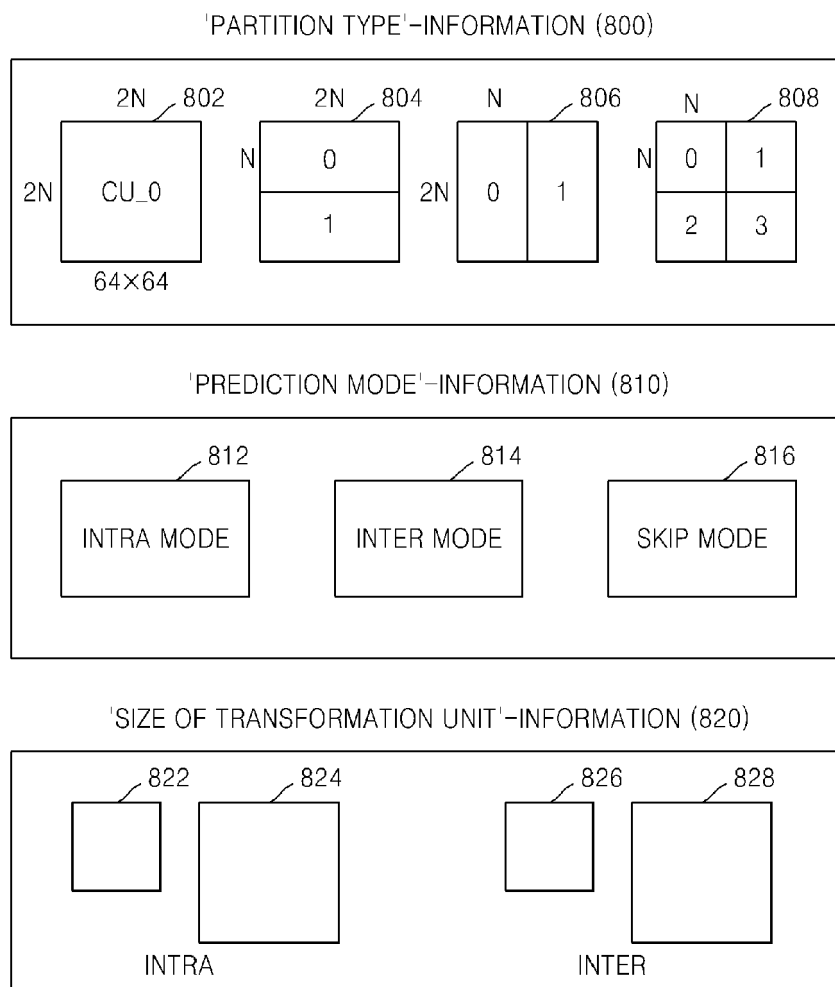 'PARTITION TYPE'-INFORMATION (800)
2N 802 2N 804 N 806 N 808
2N CU_0 N 0 2N 0 1 N 0 1
1 2 3
64×64
'PREDICTION MODE'-INFORMATION (810)
812 814 816
INTRA MODE INTER MODE SKIP MODE
'SIZE OF TRANSFORMATION UNIT'-INFORMATION (820)
822 824 826 828
INTRA INTER